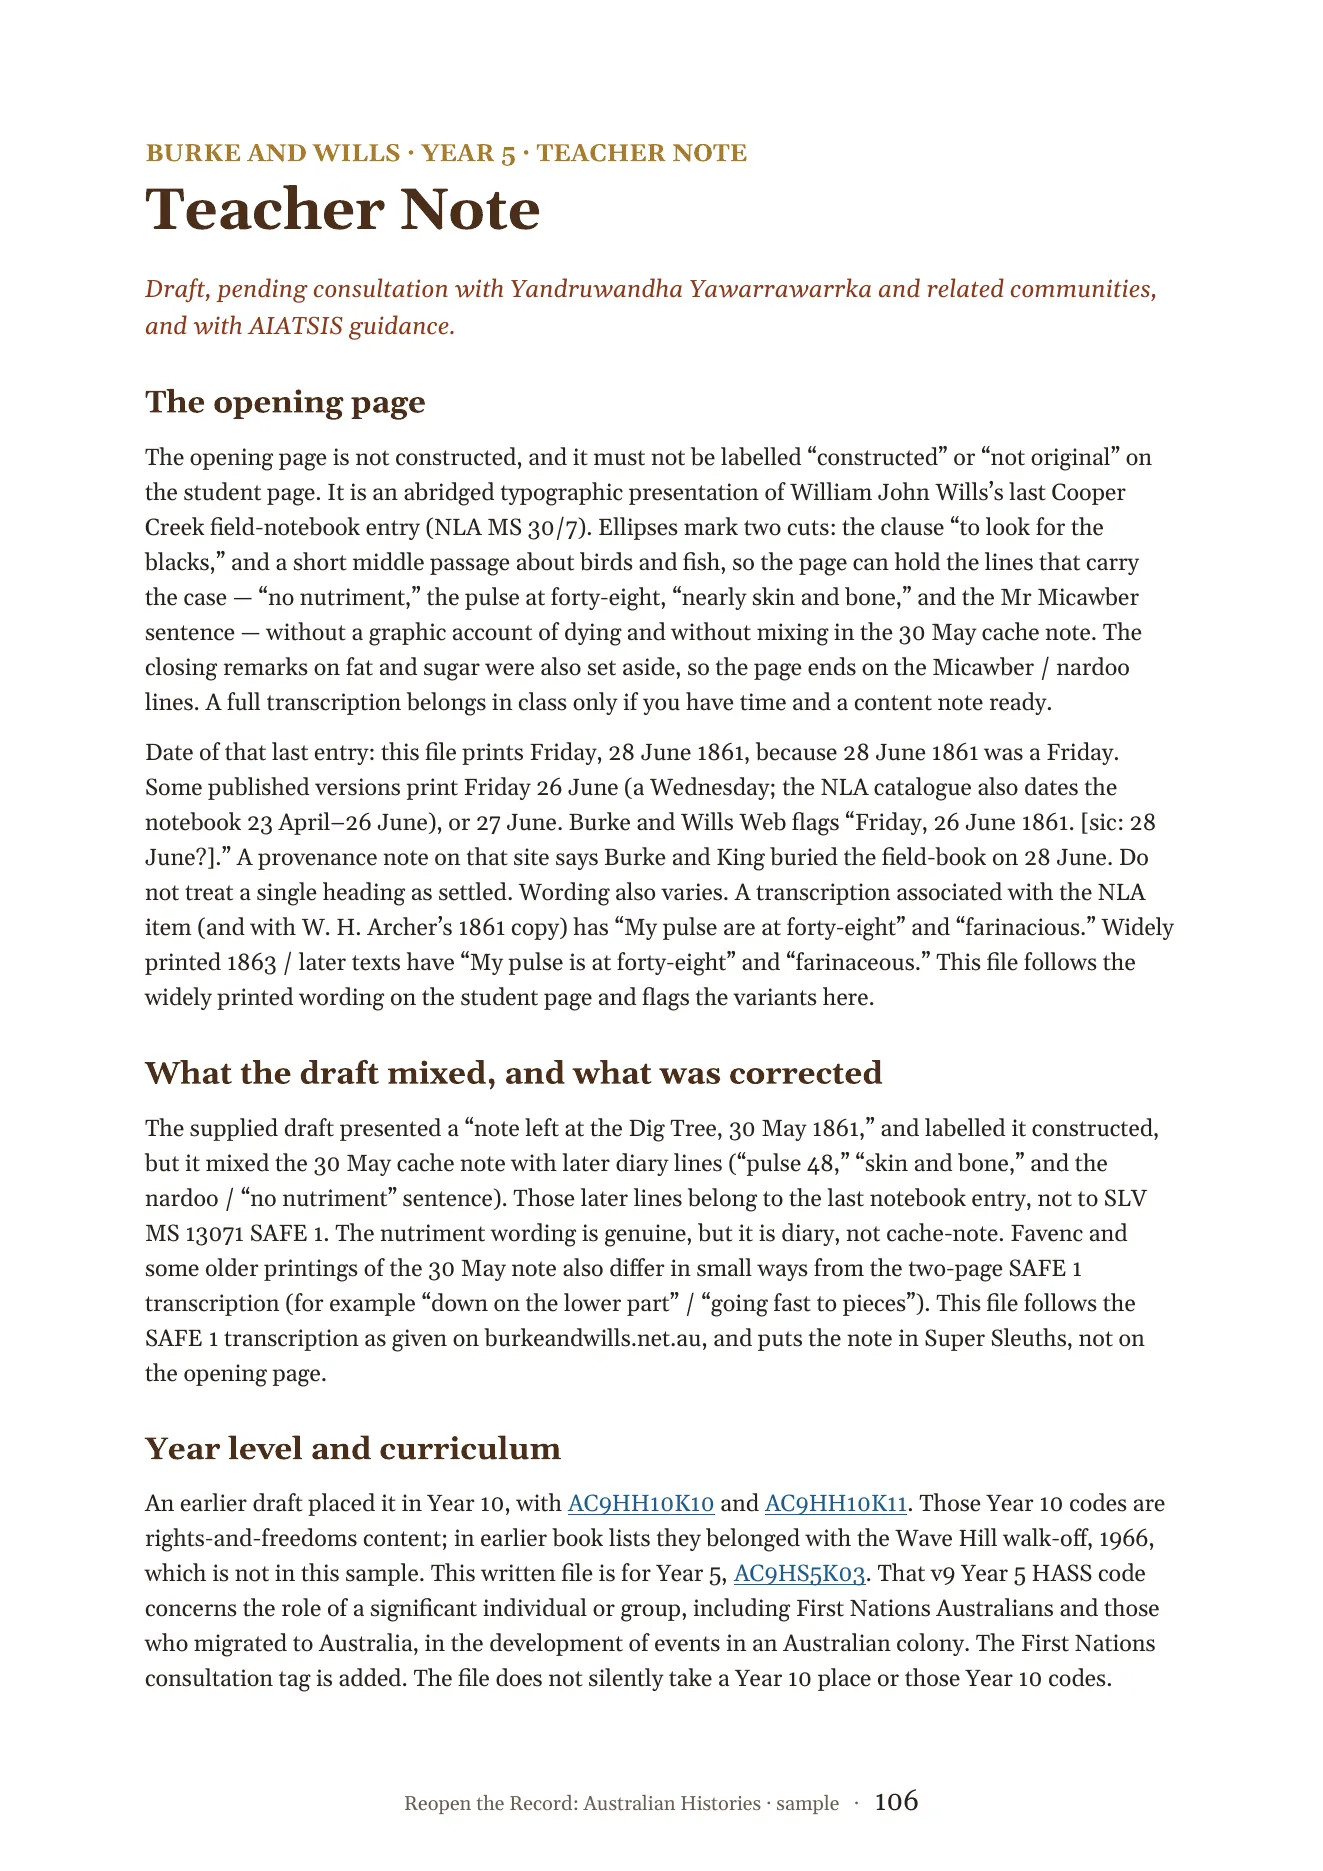 BURKE AND WILLS · YEAR 5 · TEACHER NOTE
Teacher Note
Draft, pending consultation with Yandruwandha Yawarrawarrka and related communities,
and with AIATSIS guidance.
The opening page
The opening page is not constructed, and it must not be labelled “constructed” or “not original” on
the student page. It is an abridged typographic presentation of William John Wills’s last Cooper
Creek field-notebook entry (NLA MS 30/7). Ellipses mark two cuts: the clause “to look for the
blacks,” and a short middle passage about birds and fish, so the page can hold the lines that carry
the case — “no nutriment,” the pulse at forty-eight, “nearly skin and bone,” and the Mr Micawber
sentence — without a graphic account of dying and without mixing in the 30 May cache note. The
closing remarks on fat and sugar were also set aside, so the page ends on the Micawber / nardoo
lines. A full transcription belongs in class only if you have time and a content note ready.
Date of that last entry: this file prints Friday, 28 June 1861, because 28 June 1861 was a Friday.
Some published versions print Friday 26 June (a Wednesday; the NLA catalogue also dates the
notebook 23 April–26 June), or 27 June. Burke and Wills Web flags “Friday, 26 June 1861. [sic: 28
June?].” A provenance note on that site says Burke and King buried the field-book on 28 June. Do
not treat a single heading as settled. Wording also varies. A transcription associated with the NLA
item (and with W. H. Archer’s 1861 copy) has “My pulse are at forty-eight” and “farinacious.” Widely
printed 1863 / later texts have “My pulse is at forty-eight” and “farinaceous.” This file follows the
widely printed wording on the student page and flags the variants here.
What the draft mixed, and what was corrected
The supplied draft presented a “note left at the Dig Tree, 30 May 1861,” and labelled it constructed,
but it mixed the 30 May cache note with later diary lines (“pulse 48,” “skin and bone,” and the
nardoo / “no nutriment” sentence). Those later lines belong to the last notebook entry, not to SLV
MS 13071 SAFE 1. The nutriment wording is genuine, but it is diary, not cache-note. Favenc and
some older printings of the 30 May note also differ in small ways from the two-page SAFE 1
transcription (for example “down on the lower part” / “going fast to pieces”). This file follows the
SAFE 1 transcription as given on burkeandwills.net.au, and puts the note in Super Sleuths, not on
the opening page.
Year level and curriculum
An earlier draft placed it in Year 10, with AC9HH10K10 and AC9HH10K11. Those Year 10 codes are
rights-and-freedoms content; in earlier book lists they belonged with the Wave Hill walk-off, 1966,
which is not in this sample. This written file is for Year 5, AC9HS5K03. That v9 Year 5 HASS code
concerns the role of a significant individual or group, including First Nations Australians and those
who migrated to Australia, in the development of events in an Australian colony. The First Nations
consultation tag is added. The file does not silently take a Year 10 place or those Year 10 codes.
Reopen the Record: Australian Histories · sample · 106